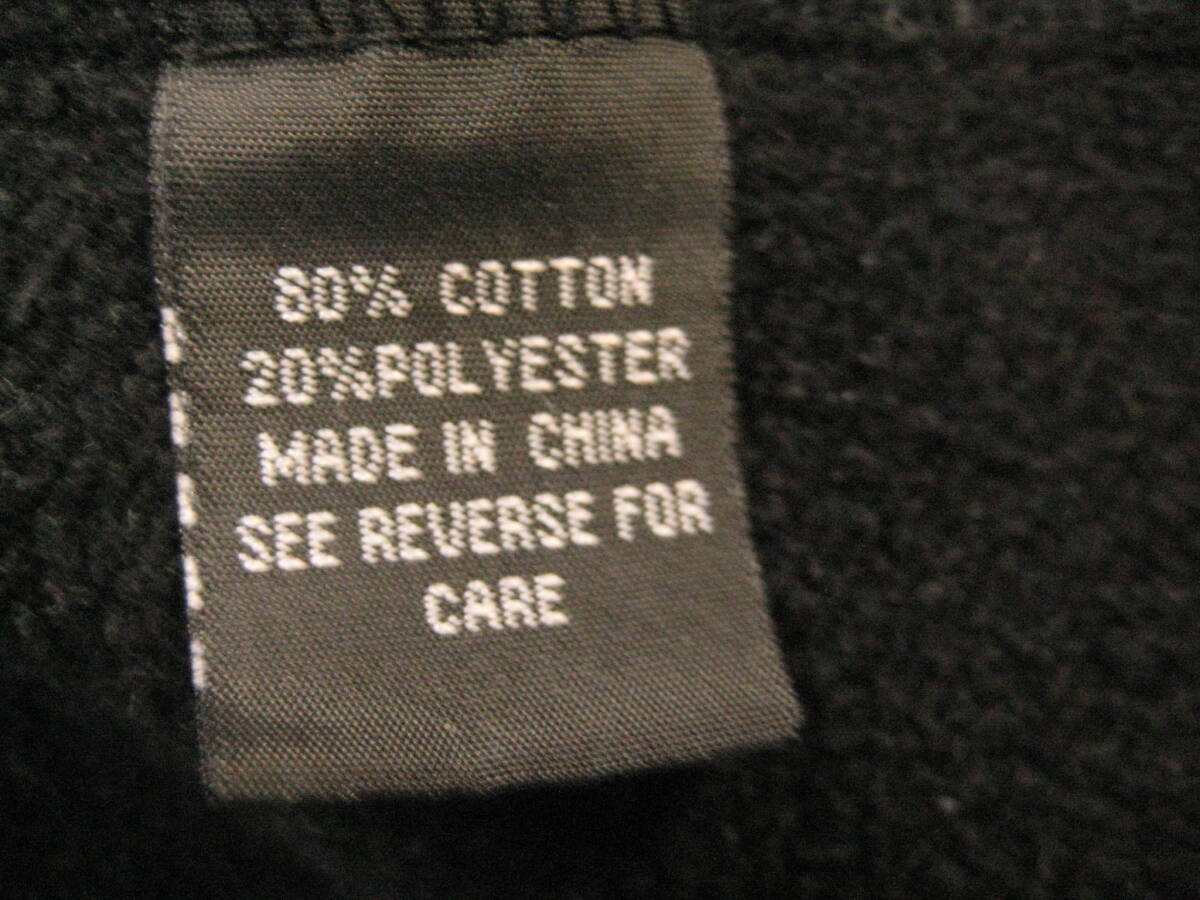 80% COTTON
20%POLYESTER
MADE IN CHINA
SEE REVERSE FOR
CARE